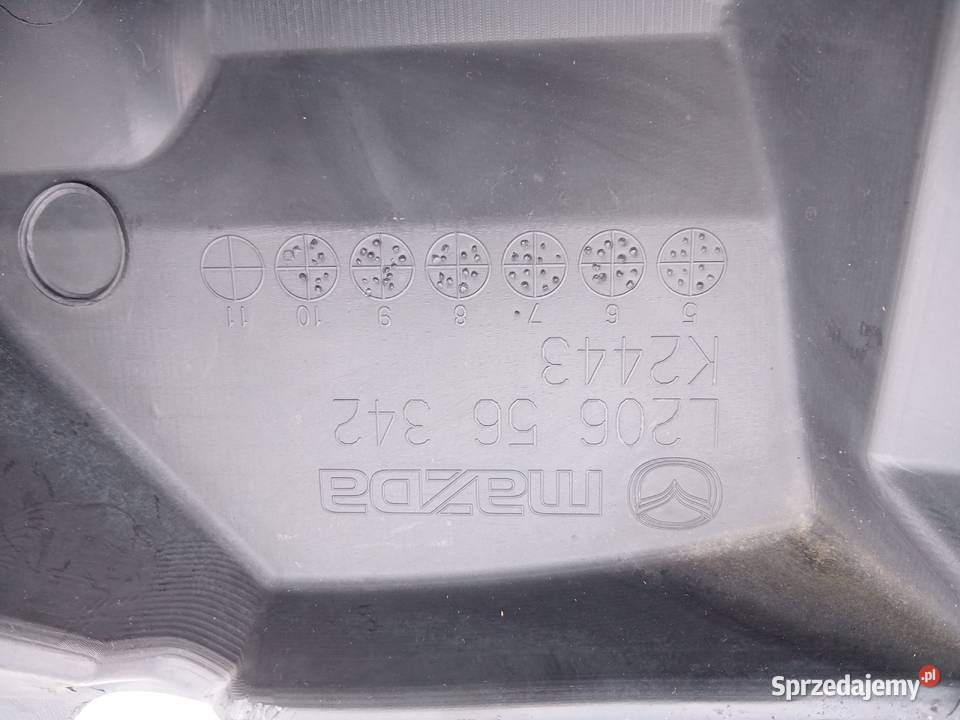 mazda
L206 56 342
K2443
5 6 7 8 9 10 11
Sprzedajemy.pl